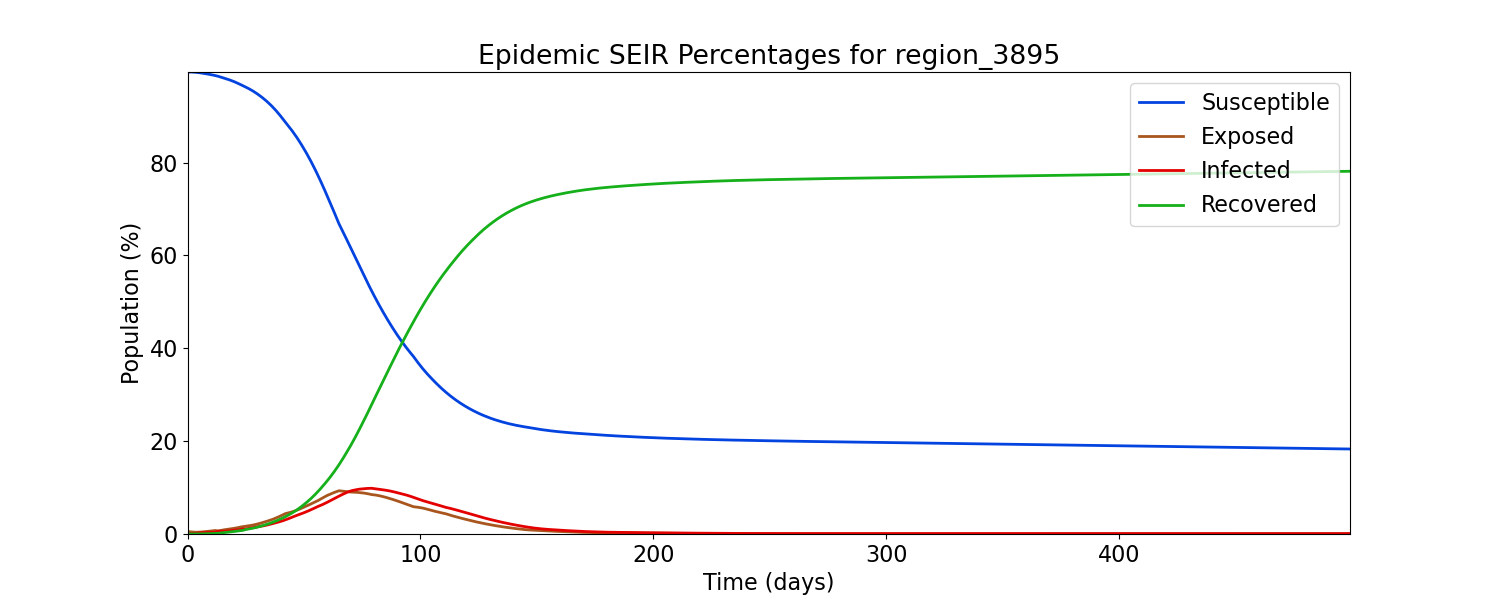 Epidemic SEIR Percentages for region_3895
Susceptible
Exposed
Infected
Recovered
Population (%)
80
60
40
20
0
0 100 200 300 400
Time (days)